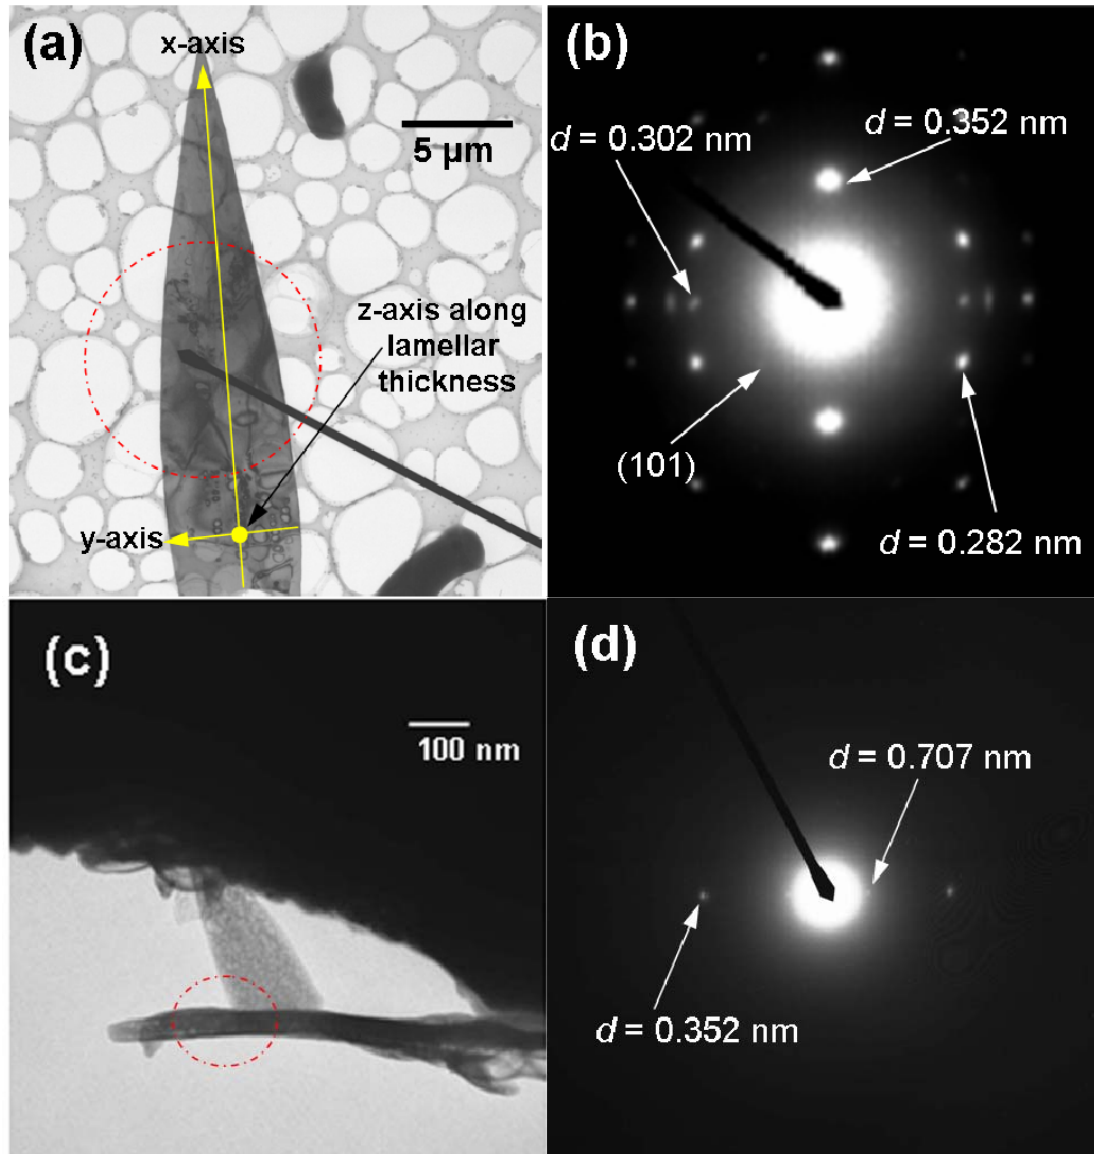 (a)
x-axis
5 µm
z-axis along
lamellar
thickness
y-axis
(b)
d = 0.302 nm
d = 0.352 nm
(101)
d = 0.282 nm
(c)
100 nm
(d)
d = 0.707 nm
d = 0.352 nm